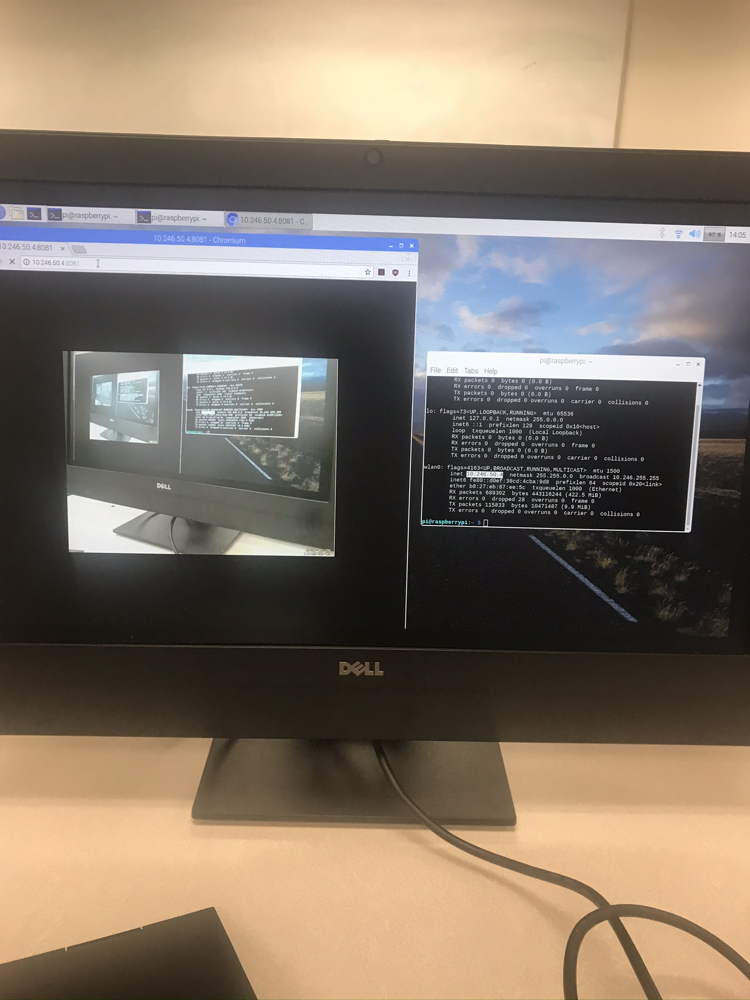 pi@raspberrypi: ~
pi@raspberrypi: ~
10.246.50.4:8081 - C...
67 %
14:05
10.246.50.4:8081 - Chromium
10.246.50.4:8081
10.246.50.4:8081
pi@raspberrypi: ~
File Edit Tabs Help
RX packets 0 bytes 0 (0.0 B)
RX errors 0 dropped 0 overruns 0 frame 0
TX packets 0 bytes 0 (0.0 B)
TX errors 0 dropped 0 overruns 0 carrier 0 collisions 0
lo: flags=73<UP,LOOPBACK,RUNNING> mtu 65536
inet 127.0.0.1 netmask 255.0.0.0
inet6 ::1 prefixlen 128 scopeid 0x10<host>
loop txqueuelen 1000 (Local Loopback)
RX packets 0 bytes 0 (0.0 B)
RX errors 0 dropped 0 overruns 0 frame 0
TX packets 0 bytes 0 (0.0 B)
TX errors 0 dropped 0 overruns 0 carrier 0 collisions 0
wlan0: flags=4163<UP,BROADCAST,RUNNING,MULTICAST> mtu 1500
inet 10.246.50.4 netmask 255.255.0.0 broadcast 10.246.255.255
inet6 fe80::d0ef:38cd:4cba:9d8 prefixlen 64 scopeid 0x20<link>
ether b8:27:eb:87:ee:5c txqueuelen 1000 (Ethernet)
RX packets 689302 bytes 443116244 (422.5 MiB)
RX errors 0 dropped 28 overruns 0 frame 0
TX packets 115833 bytes 10471487 (9.9 MiB)
TX errors 0 dropped 0 overruns 0 carrier 0 collisions 0
pi@raspberrypi:~ $
DELL
DELL